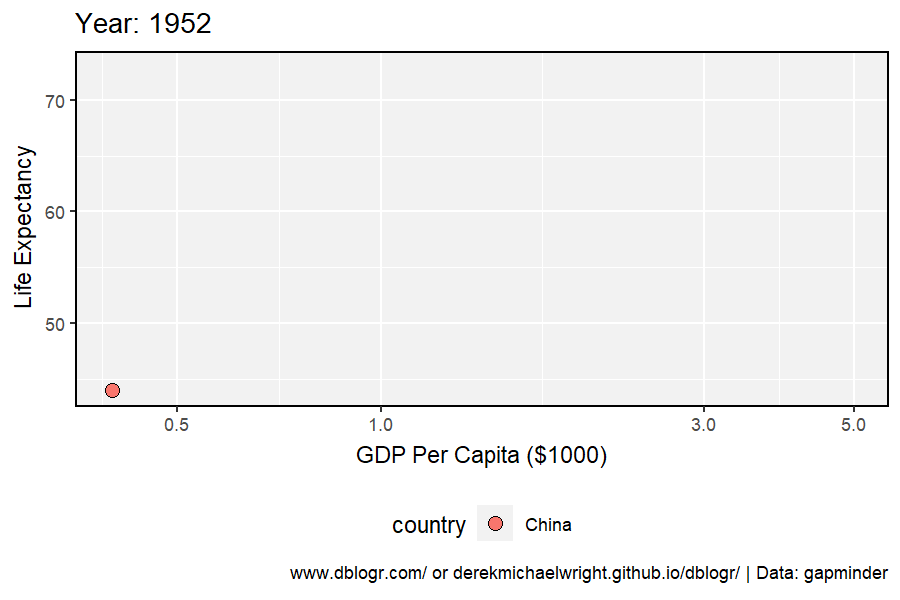 Year: 1952
Life Expectancy
70
60
50
0.5 1.0 3.0 5.0
GDP Per Capita ($1000)
country China
www.dblogr.com/ or derekmichaelwright.github.io/dblogr/ | Data: gapminder